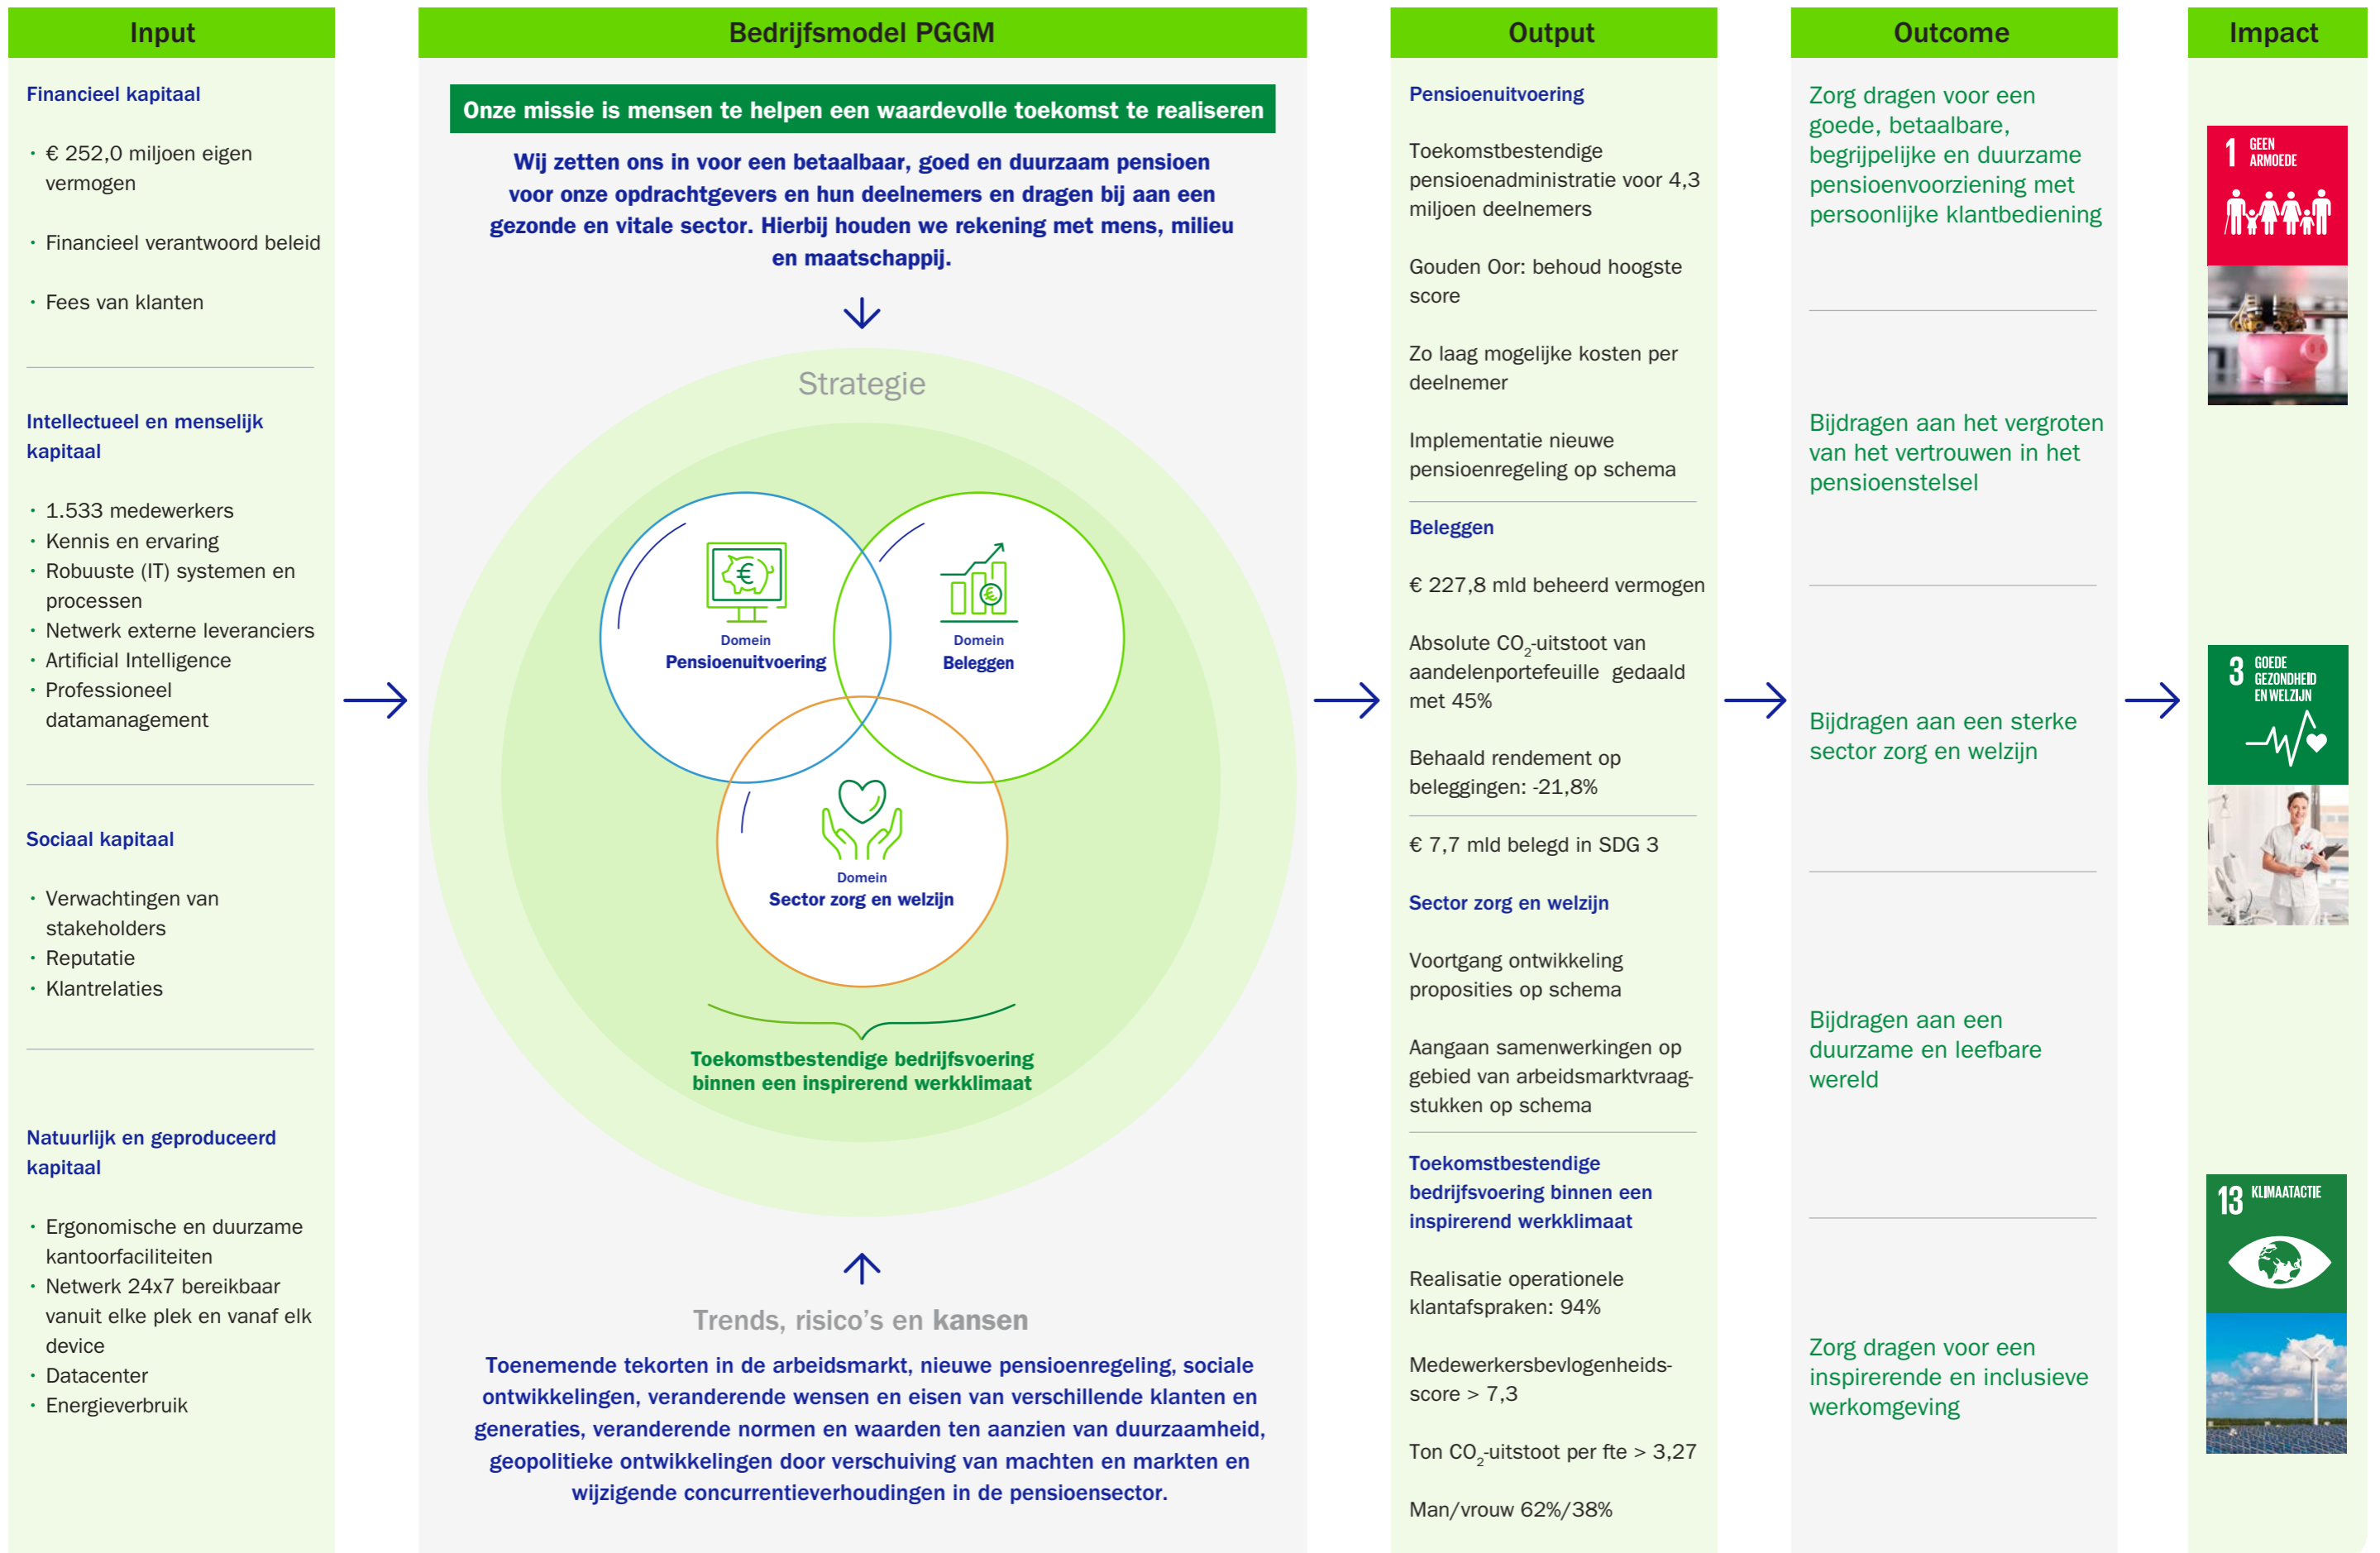 Input
Financieel kapitaal
• € 252,0 miljoen eigen
vermogen
• Financieel verantwoord beleid
• Fees van klanten
Intellectueel en menselijk
kapitaal
• 1.533 medewerkers
• Kennis en ervaring
• Robuuste (IT) systemen en
processen
• Netwerk externe leveranciers
• Artificial Intelligence
• Professioneel
datamanagement
Sociaal kapitaal
• Verwachtingen van
stakeholders
• Reputatie
• Klantrelaties
Natuurlijk en geproduceerd
kapitaal
• Ergonomische en duurzame
kantoorfaciliteiten
• Netwerk 24x7 bereikbaar
vanuit elke plek en vanaf elk
device
• Datacenter
• Energieverbruik
Bedrijfsmodel PGGM
Onze missie is mensen te helpen een waardevolle toekomst te realiseren
Wij zetten ons in voor een betaalbaar, goed en duurzaam pensioen
voor onze opdrachtgevers en hun deelnemers en dragen bij aan een
gezonde en vitale sector. Hierbij houden we rekening met mens, milieu
en maatschappij.
Strategie
Domein
Pensioenuitvoering
Domein
Beleggen
Domein
Sector zorg en welzijn
Toekomstbestendige bedrijfsvoering
binnen een inspirerend werkklimaat
Trends, risico's en kansen
Toenemende tekorten in de arbeidsmarkt, nieuwe pensioenregeling, sociale
ontwikkelingen, veranderende wensen en eisen van verschillende klanten en
generaties, veranderende normen en waarden ten aanzien van duurzaamheid,
geopolitieke ontwikkelingen door verschuiving van machten en markten en
wijzigende concurrentieverhoudingen in de pensioensector.
Output
Pensioenuitvoering
Toekomstbestendige
pensioenadministratie voor 4,3
miljoen deelnemers
Gouden Oor: behoud hoogste
score
Zo laag mogelijke kosten per
deelnemer
Implementatie nieuwe
pensioenregeling op schema
Beleggen
€ 227,8 mld beheerd vermogen
Absolute CO₂-uitstoot van
aandelenportefeuille gedaald
met 45%
Behaald rendement op
beleggingen: -21,8%
€ 7,7 mld belegd in SDG 3
Sector zorg en welzijn
Voortgang ontwikkeling
proposities op schema
Aangaan samenwerkingen op
gebied van arbeidsmarktvraag-
stukken op schema
Toekomstbestendige
bedrijfsvoering binnen een
inspirerend werkklimaat
Realisatie operationele
klantafspraken: 94%
Medewerkersbevlogenheids-
score > 7,3
Ton CO₂-uitstoot per fte > 3,27
Man/vrouw 62%/38%
Outcome
Zorg dragen voor een
goede, betaalbare,
begrijpelijke en duurzame
pensioenvoorziening met
persoonlijke klantbediening
Bijdragen aan het vergroten
van het vertrouwen in het
pensioenstelsel
Bijdragen aan een sterke
sector zorg en welzijn
Bijdragen aan een
duurzame en leefbare
wereld
Zorg dragen voor een
inspirerende en inclusieve
werkomgeving
Impact
1 GEEN
ARMOEDE
3 GOEDE
GEZONDHEID
EN WELZIJN
13 KLIMAATACTIE